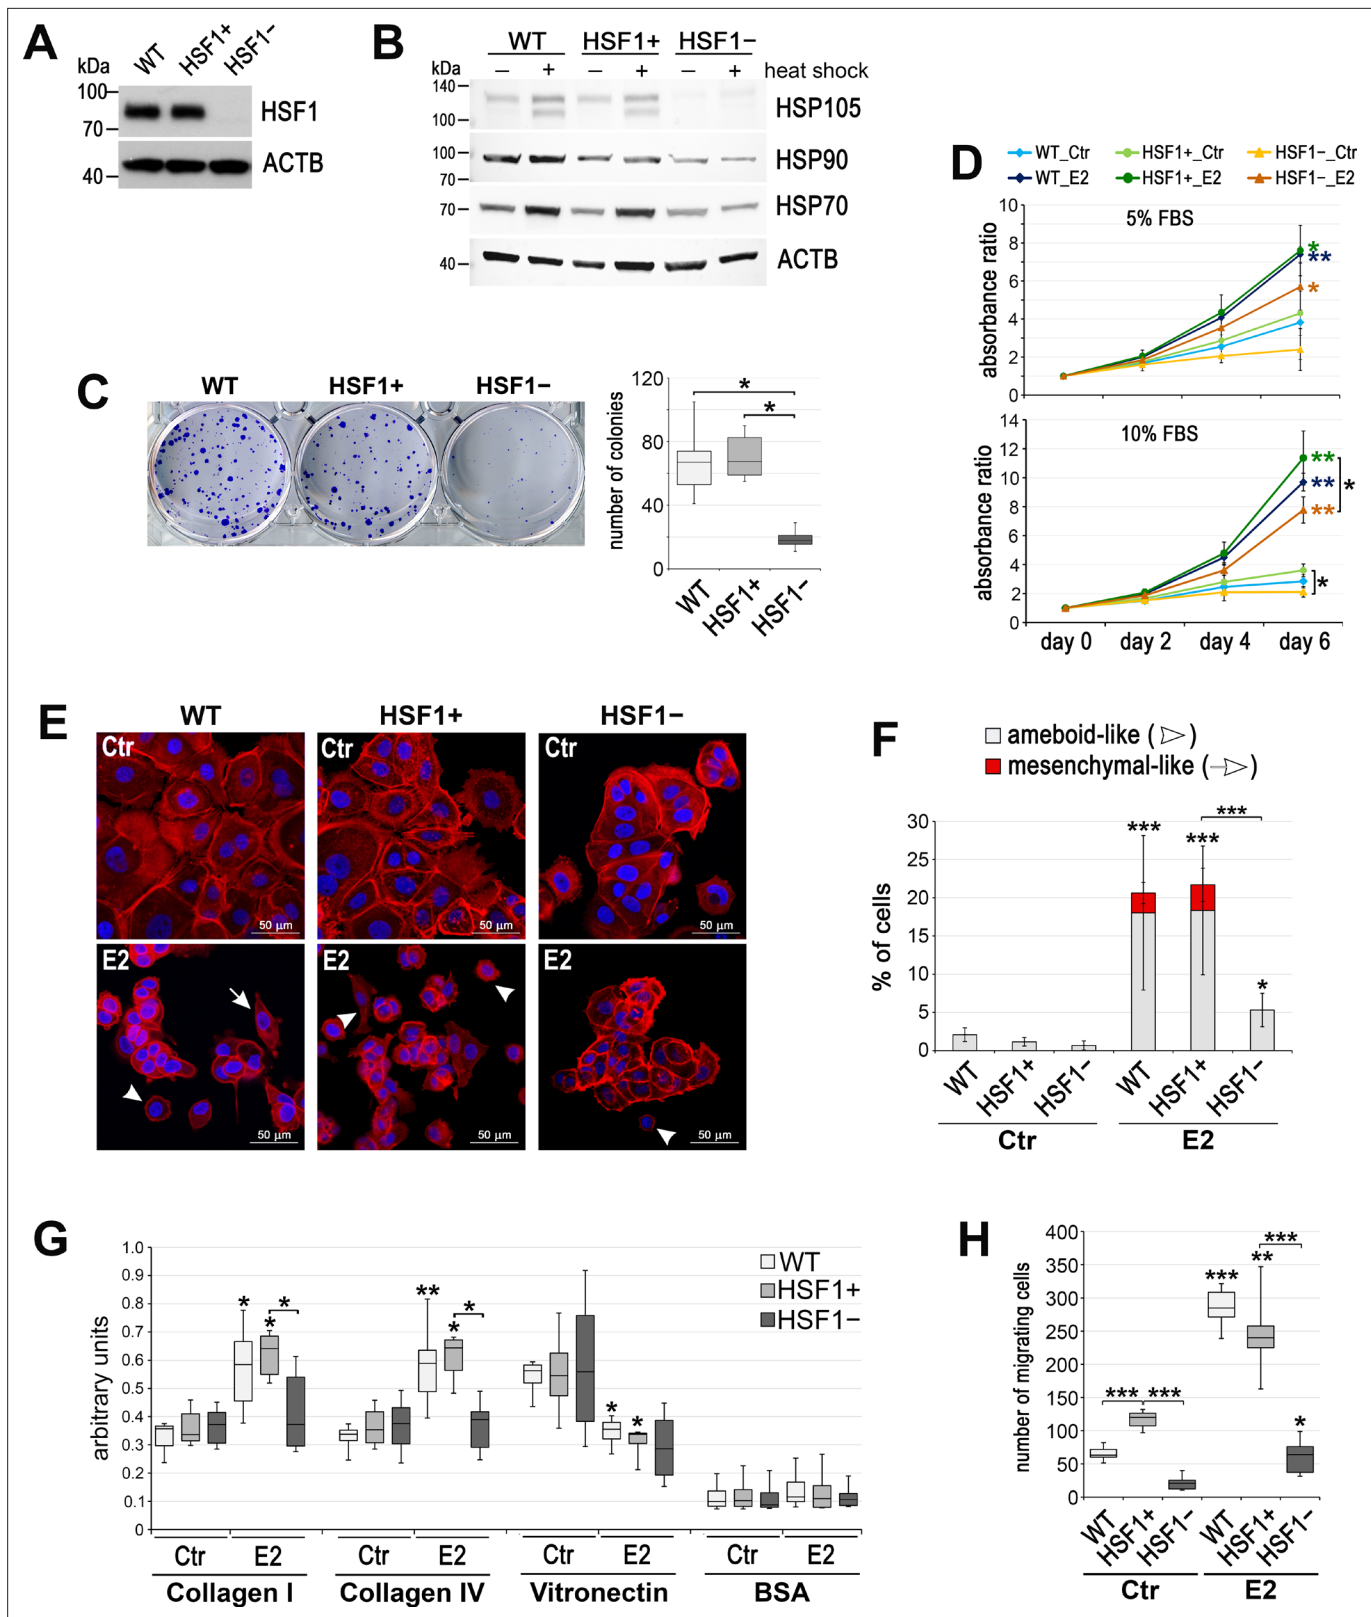 A
WT HSF1+ HSF1−
kDa
100
70
40
HSF1
ACTB
B
WT HSF1+ HSF1−
kDa − + − + − + heat shock
140
100
HSP105
100
70
HSP90
70
HSP70
40
ACTB
C
WT HSF1+ HSF1−
number of colonies
120
80
40
0
* *
WT HSF1+ HSF1−
D
WT_Ctr HSF1+_Ctr HSF1−_Ctr
WT_E2 HSF1+_E2 HSF1−_E2
absorbance ratio
5% FBS
10
8
6
4
2
0
*
**
*
absorbance ratio
10% FBS
14
12
10
8
6
4
2
0
**
**
**
*
*
day 0 day 2 day 4 day 6
E
WT HSF1+ HSF1−
Ctr Ctr Ctr
50 µm 50 µm 50 µm
E2 E2 E2
50 µm 50 µm 50 µm
F
ameboid-like ( )
mesenchymal-like ( )
% of cells
30
25
20
15
10
5
0
*** *** *** *
WT HSF1+ HSF1− WT HSF1+ HSF1−
Ctr E2
G
arbitrary units
1.0
0.9
0.8
0.7
0.6
0.5
0.4
0.3
0.2
0.1
0
WT
HSF1+
HSF1−
* * * ** * * * *
Ctr E2 Ctr E2 Ctr E2 Ctr E2
Collagen I Collagen IV Vitronectin BSA
H
number of migrating cells
400
350
300
250
200
150
100
50
0
*** *** *** ** *** *
WT HSF1+ HSF1− WT HSF1+ HSF1−
Ctr E2